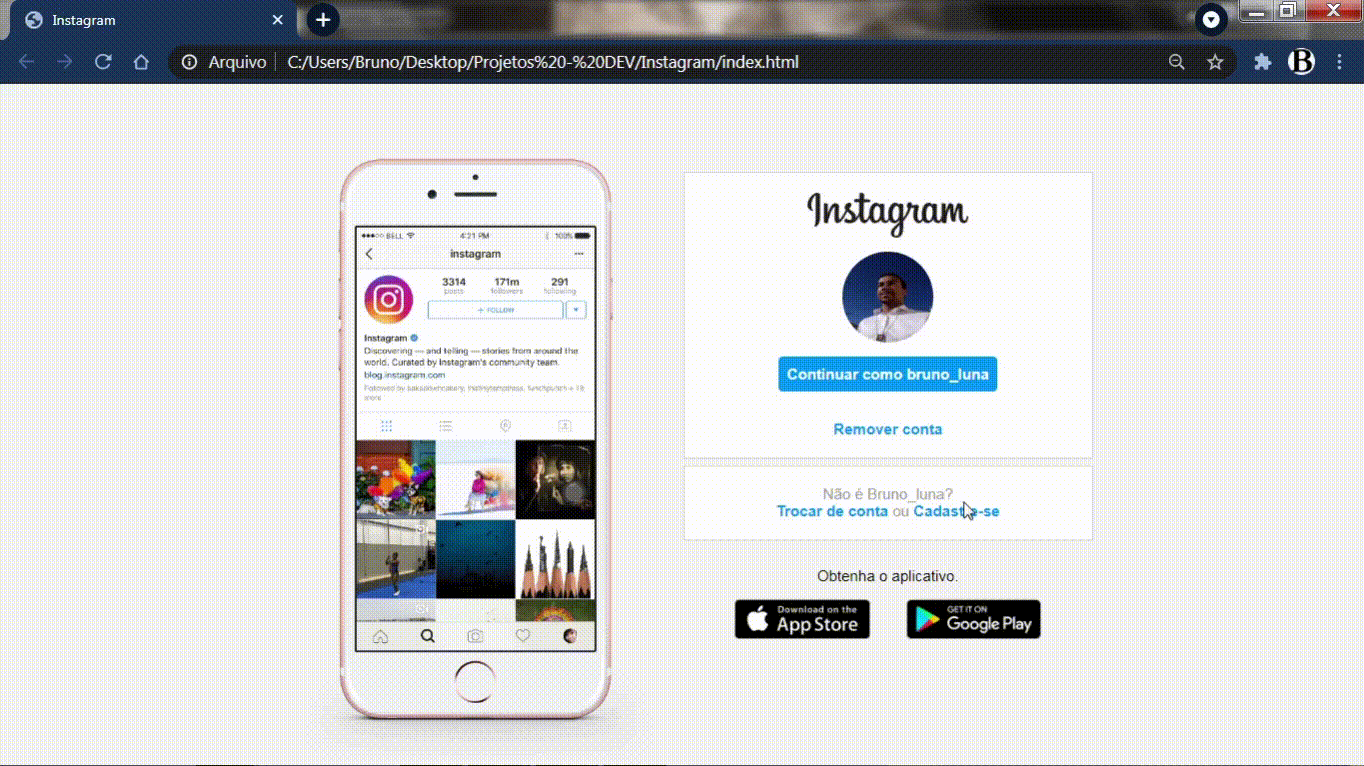 Instagram
Arquivo
C:/Users/Bruno/Desktop/Projetos%20-%20DEV/Instagram/index.html
B
BELL
4:21 PM
100%
instagram
3314
171m
291
posts
followers
following
+ FOLLOW
Instagram
Discovering — and telling — stories from around the
world. Curated by Instagram's community team.
blog.instagram.com
Followed by
more
Instagram
Continuar como bruno_luna
Remover conta
Não é Bruno_luna?
Trocar de conta ou Cadastre-se
Obtenha o aplicativo.
Download on the
App Store
GET IT ON
Google Play